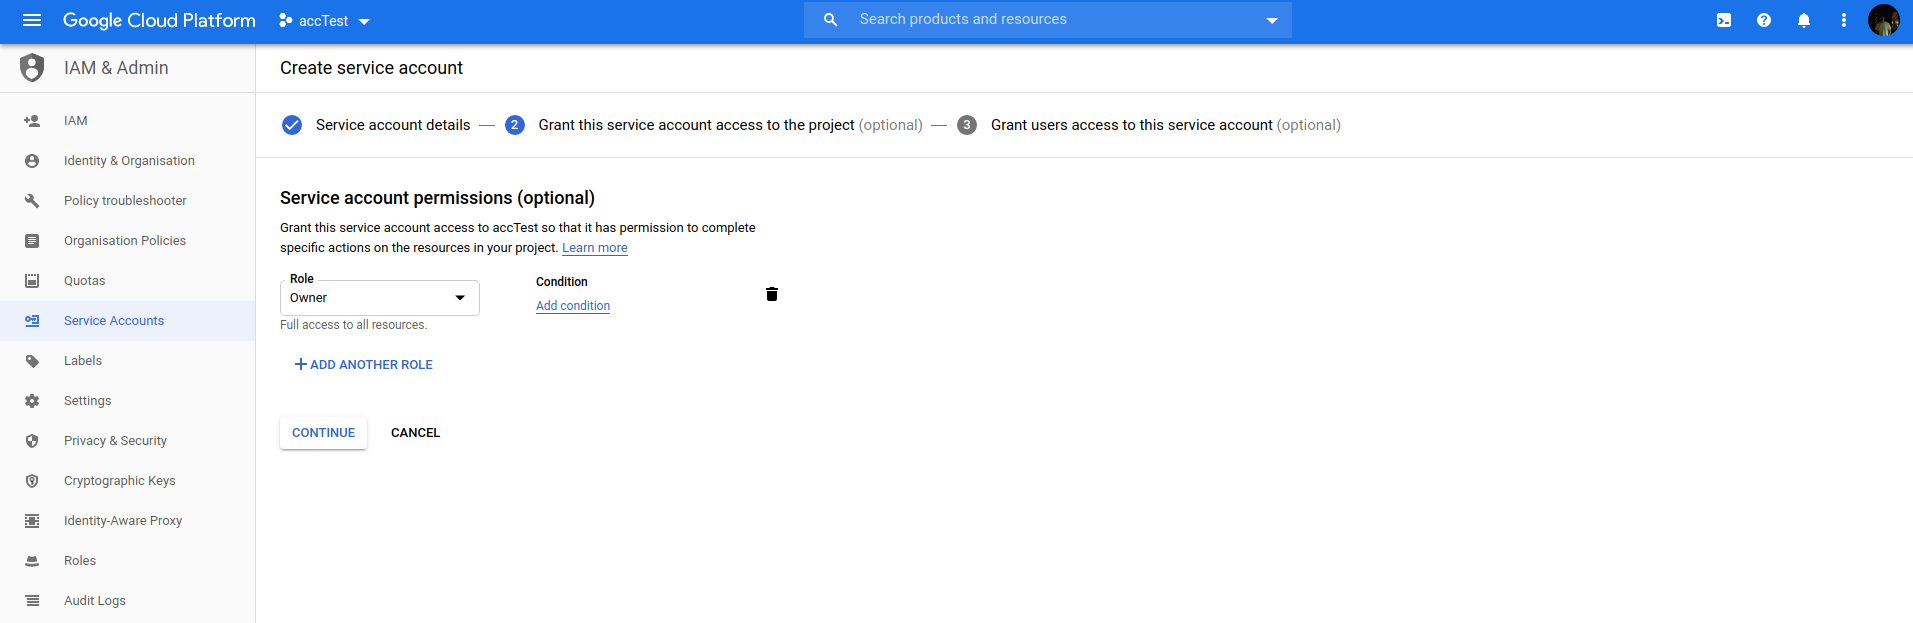 Google Cloud Platform accTest Search products and resources
IAM & Admin
Create service account
IAM
Identity & Organisation
Policy troubleshooter
Organisation Policies
Quotas
Service Accounts
Labels
Settings
Privacy & Security
Cryptographic Keys
Identity-Aware Proxy
Roles
Audit Logs
Service account details — 2 Grant this service account access to the project (optional) — 3 Grant users access to this service account (optional)
Service account permissions (optional)
Grant this service account access to accTest so that it has permission to complete
specific actions on the resources in your project. Learn more
Role
Owner
Full access to all resources.
Condition
Add condition
+ ADD ANOTHER ROLE
CONTINUE CANCEL